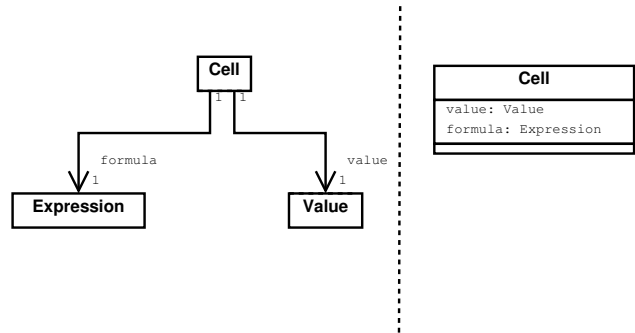 Cell
1 1
formula
1
value
1
Expression
Value
Cell
value: Value
formula: Expression